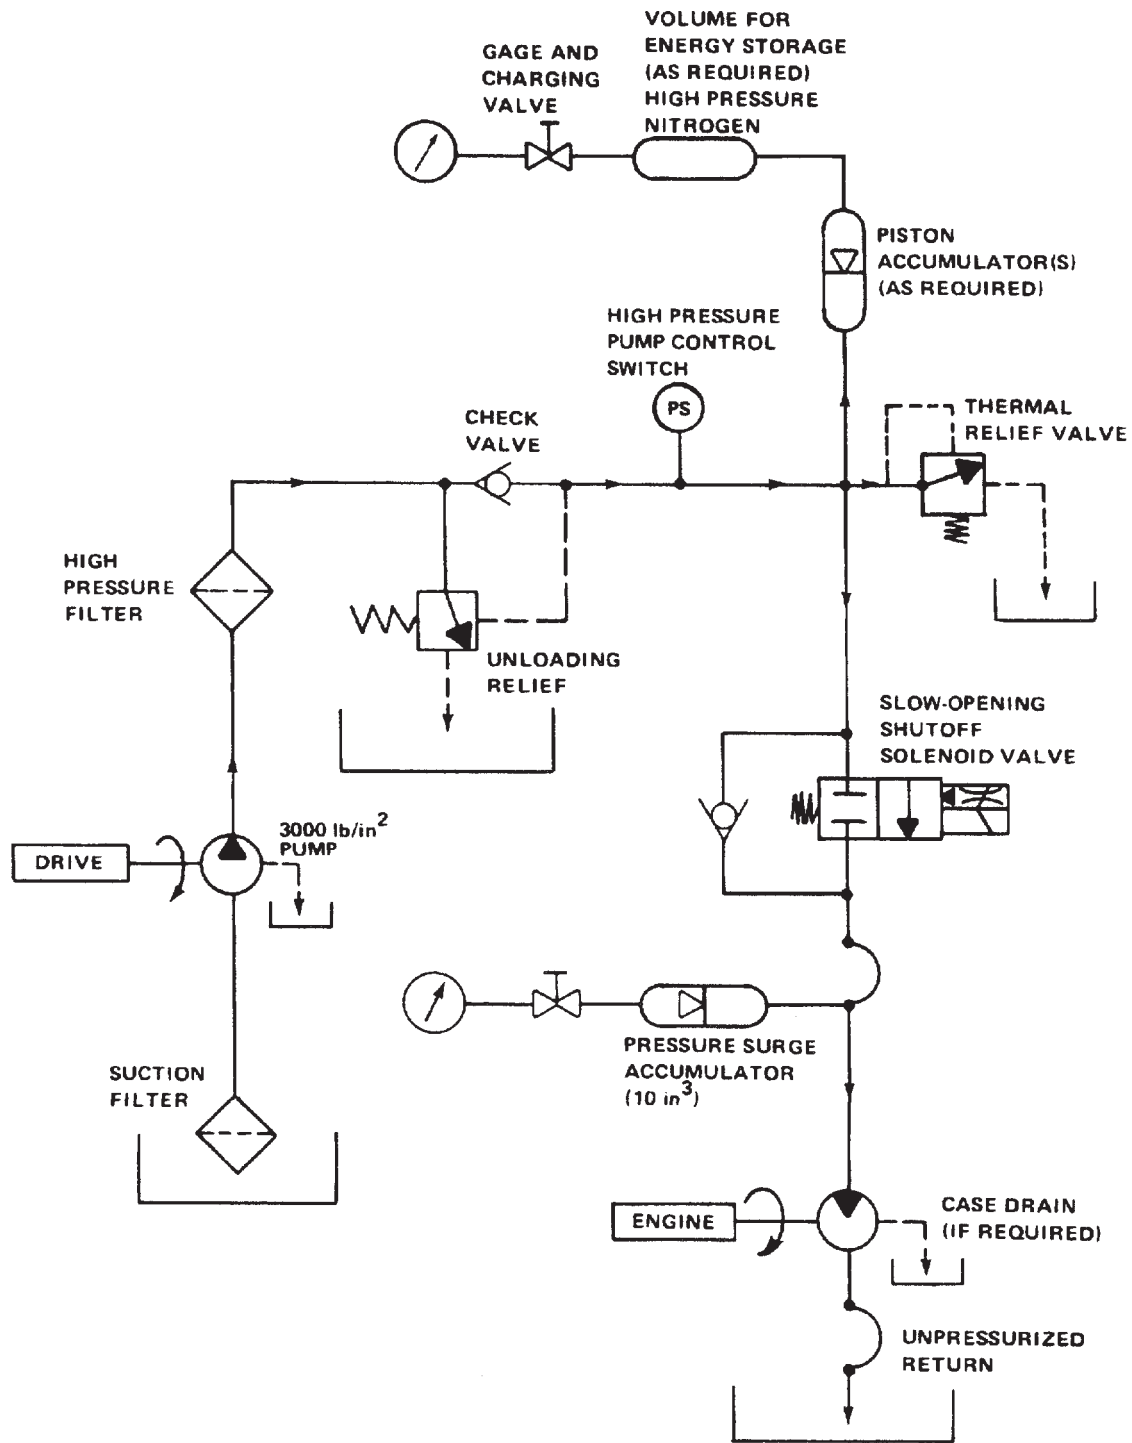 VOLUME FOR
ENERGY STORAGE
(AS REQUIRED)
HIGH PRESSURE
NITROGEN
GAGE AND
CHARGING
VALVE
PISTON
ACCUMULATOR(S)
(AS REQUIRED)
HIGH PRESSURE
PUMP CONTROL
SWITCH
PS
CHECK
VALVE
THERMAL
RELIEF VALVE
HIGH
PRESSURE
FILTER
UNLOADING
RELIEF
SLOW-OPENING
SHUTOFF
SOLENOID VALVE
3000 lb/in2
PUMP
DRIVE
PRESSURE SURGE
ACCUMULATOR
(10 in3)
SUCTION
FILTER
ENGINE
CASE DRAIN
(IF REQUIRED)
UNPRESSURIZED
RETURN